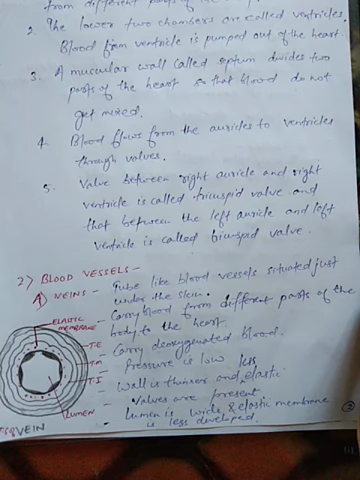 from different parts of the
2. The lower two chambers are called ventricles.
Blood from ventricle is pumped out of the heart
3. A muscular wall called septum divides two
parts of the heart so that blood do not
get mixed.
4. Blood flows from the auricles to ventricles
through valves.
5. Valve between right auricle and right
ventricle is called tricuspid valve and
that between the left auricle and left
ventricle is called bicuspid valve.
2) BLOOD VESSELS -
A) VEINS - Tube like blood vessels situated just
under the skin.
- Carry blood from different parts of the
body to the heart.
- Carry deoxygenated blood.
- Pressure is low
- Wall is thinner and less elastic
- Valves are present
- Lumen is wide & elastic membrane
is less developed.
ELASTIC
MEMBRANE
T.E
T.M
T.I
LUMEN
VEIN